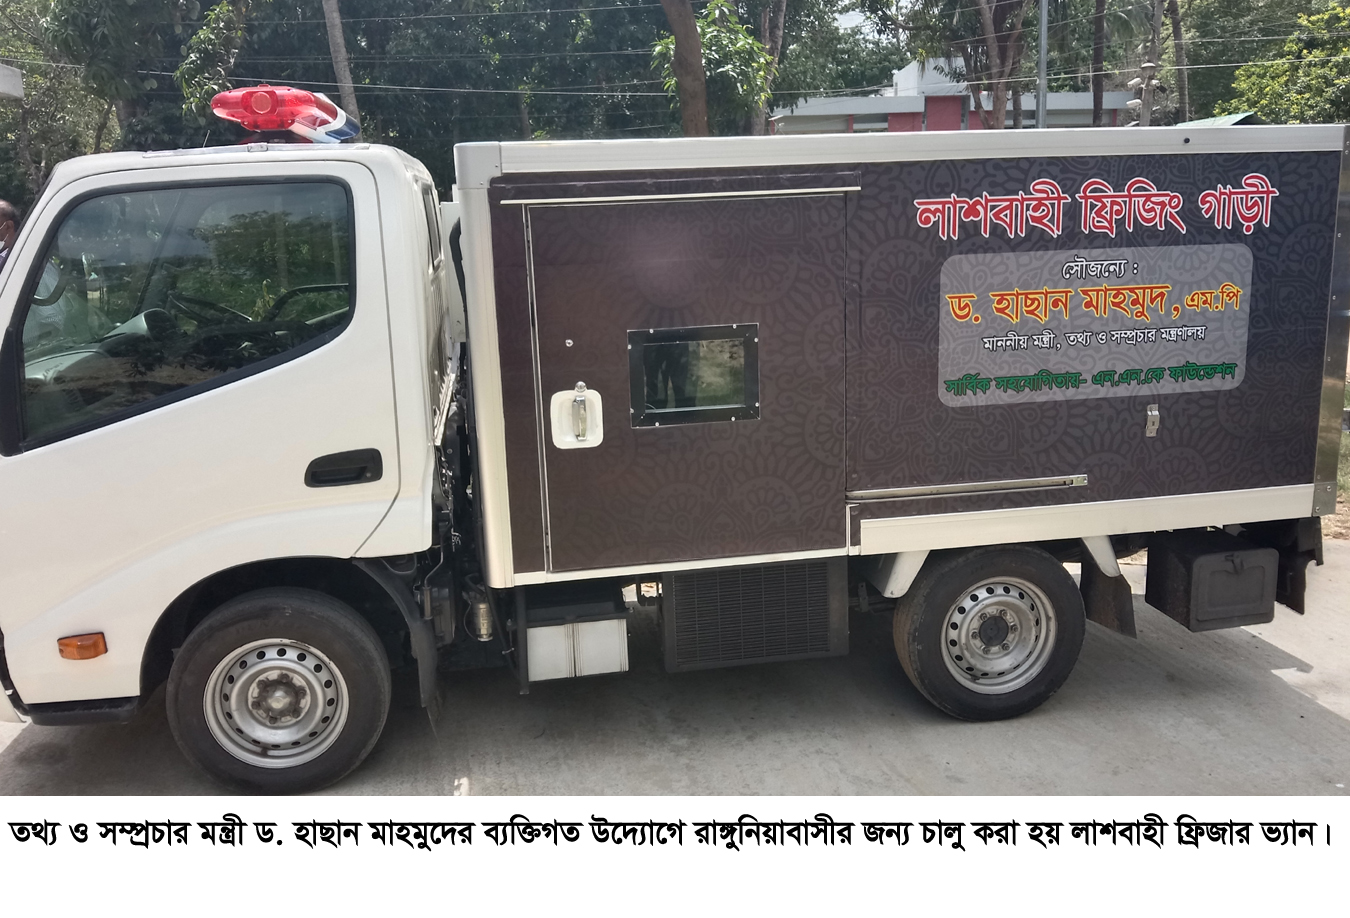 লাশবাহী ফ্রিজিং গাড়ী
সৌজন্যে :
ড. হাছান মাহমুদ, এম.পি
মাননীয় মন্ত্রী, তথ্য ও সম্প্রচার মন্ত্রণালয়
সার্বিক সহযোগিতায়- এন.এন.কে ফাউন্ডেশন
তথ্য ও সম্প্রচার মন্ত্রী ড. হাছান মাহমুদের ব্যক্তিগত উদ্যোগে রাঙ্গুনিয়াবাসীর জন্য চালু করা হয় লাশবাহী ফ্রিজার ভ্যান।